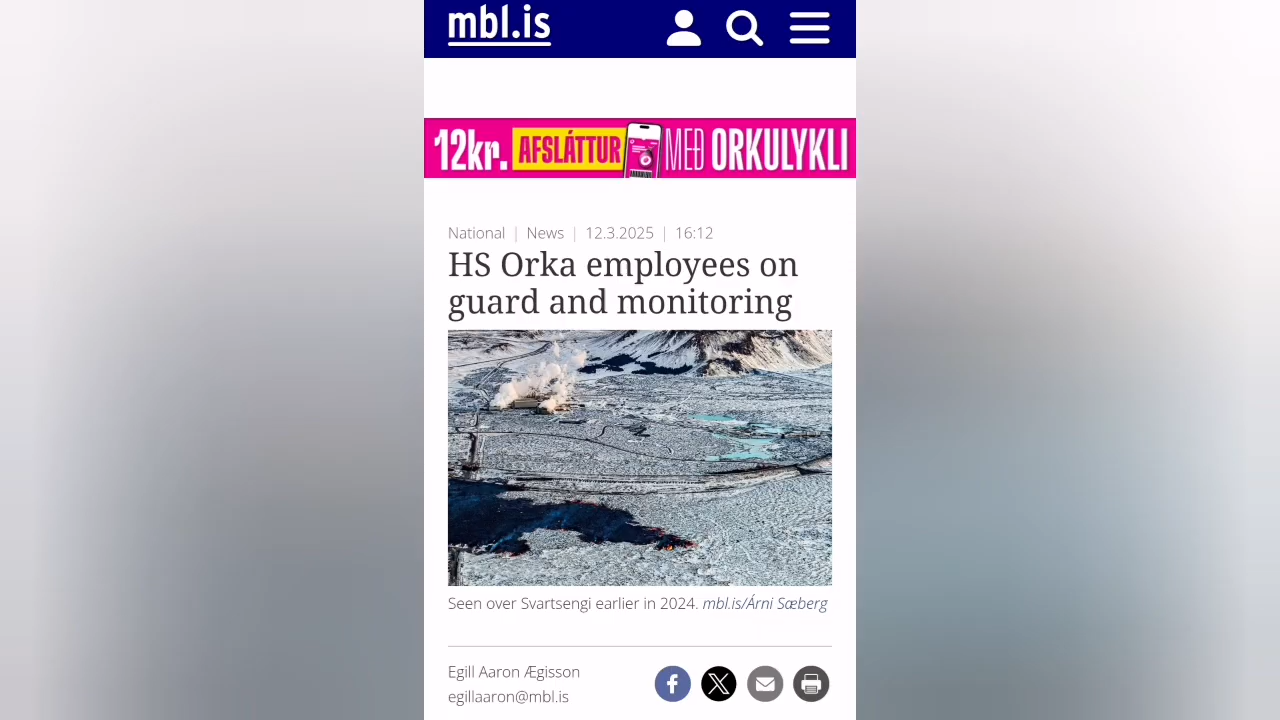 mbl.is
12kr. AFSLÁTTUR MEÐ ORKULYKLI
National | News | 12.3.2025 | 16:12
HS Orka employees on
guard and monitoring
Seen over Svartsengi earlier in 2024. mbl.is/Árni Sæberg
Egill Aaron Ægisson
egillaaron@mbl.is